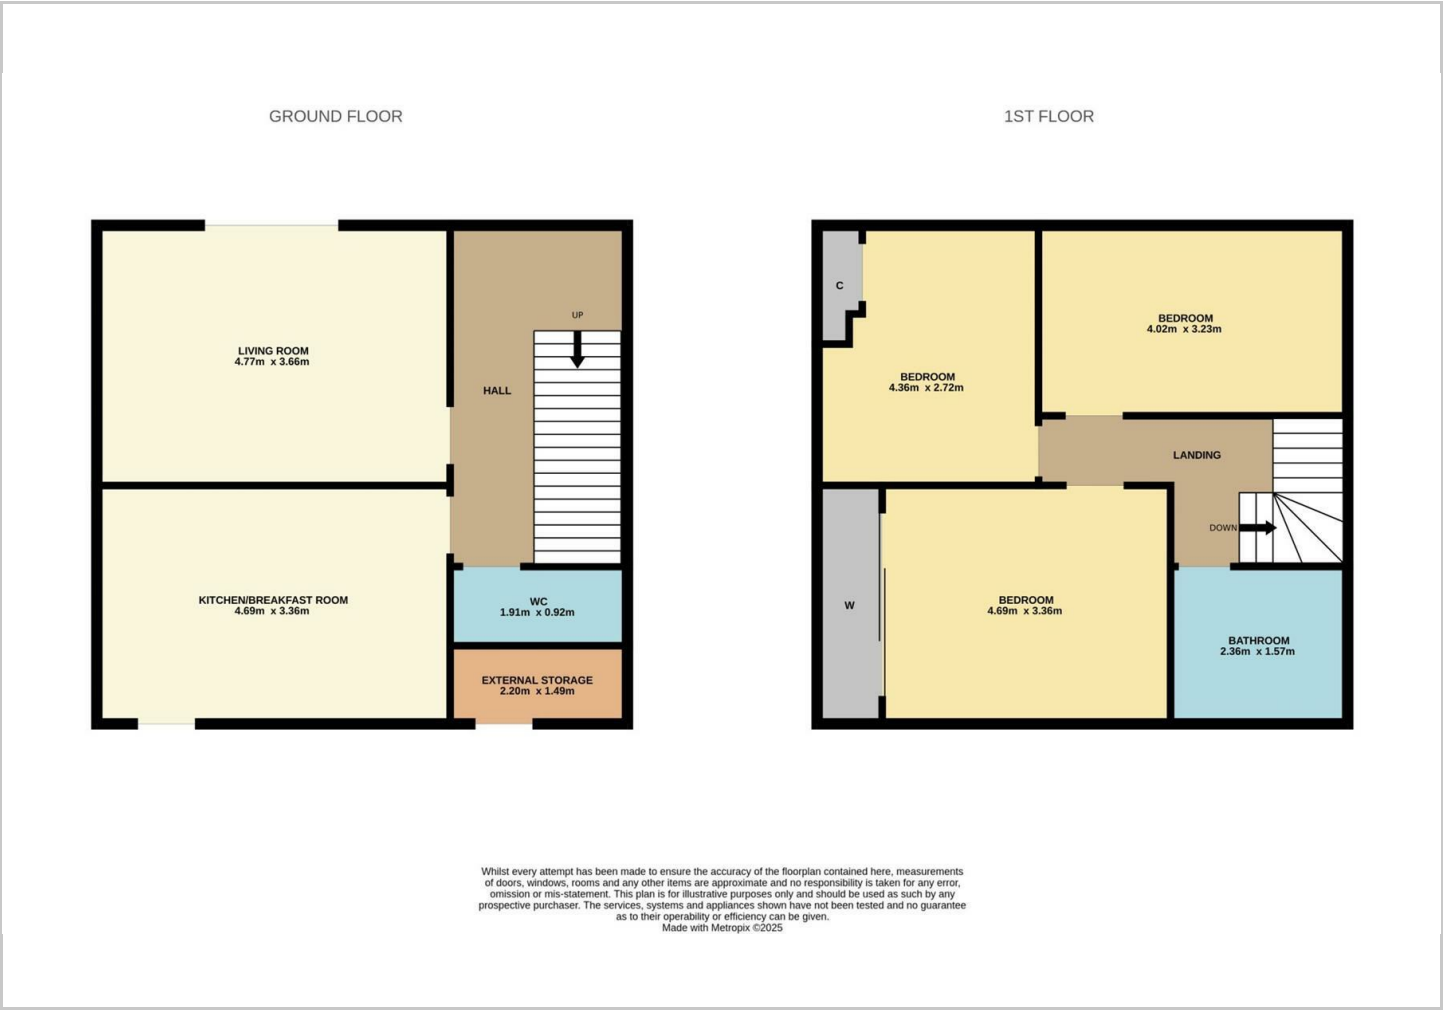 GROUND FLOOR
1ST FLOOR
LIVING ROOM
4.77m x 3.66m
UP
HALL
KITCHEN/BREAKFAST ROOM
4.69m x 3.36m
WC
1.91m x 0.92m
EXTERNAL STORAGE
2.20m x 1.49m
C
BEDROOM
4.36m x 2.72m
BEDROOM
4.02m x 3.23m
LANDING
DOWN
W
BEDROOM
4.69m x 3.36m
BATHROOM
2.36m x 1.57m
Whilst every attempt has been made to ensure the accuracy of the floorplan contained here, measurements
of doors, windows, rooms and any other items are approximate and no responsibility is taken for any error,
omission or mis-statement. This plan is for illustrative purposes only and should be used as such by any
prospective purchaser. The services, systems and appliances shown have not been tested and no guarantee
as to their operability or efficiency can be given.
Made with Metropix ©2025